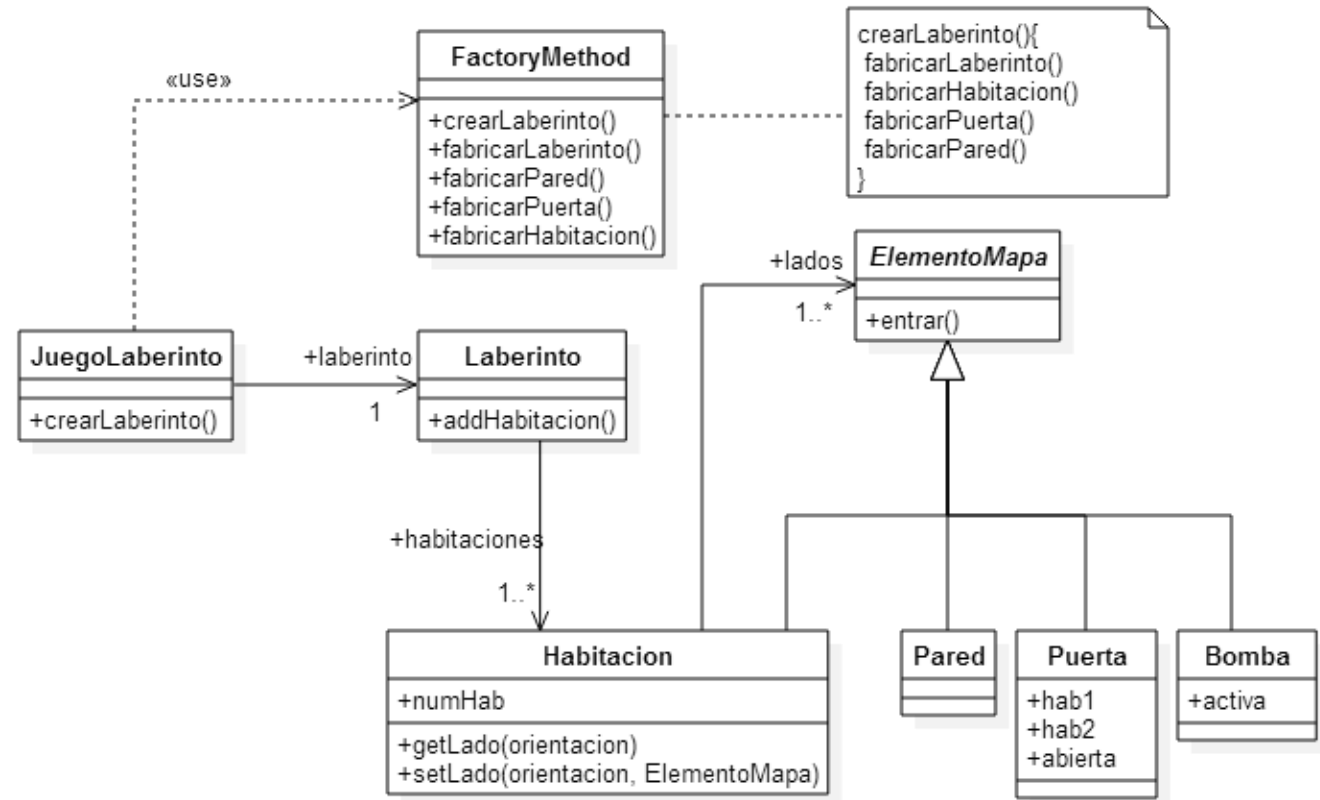 FactoryMethod
+crearLaberinto()
+fabricarLaberinto()
+fabricarPared()
+fabricarPuerta()
+fabricarHabitacion()
«use»
crearLaberinto(){
fabricarLaberinto()
fabricarHabitacion()
fabricarPuerta()
fabricarPared()
}
ElementoMapa
+entrar()
+lados
1..*
JuegoLaberinto
+crearLaberinto()
+laberinto
1
Laberinto
+addHabitacion()
+habitaciones
1..*
Habitacion
+numHab
+getLado(orientacion)
+setLado(orientacion, ElementoMapa)
Pared
Puerta
+hab1
+hab2
+abierta
Bomba
+activa